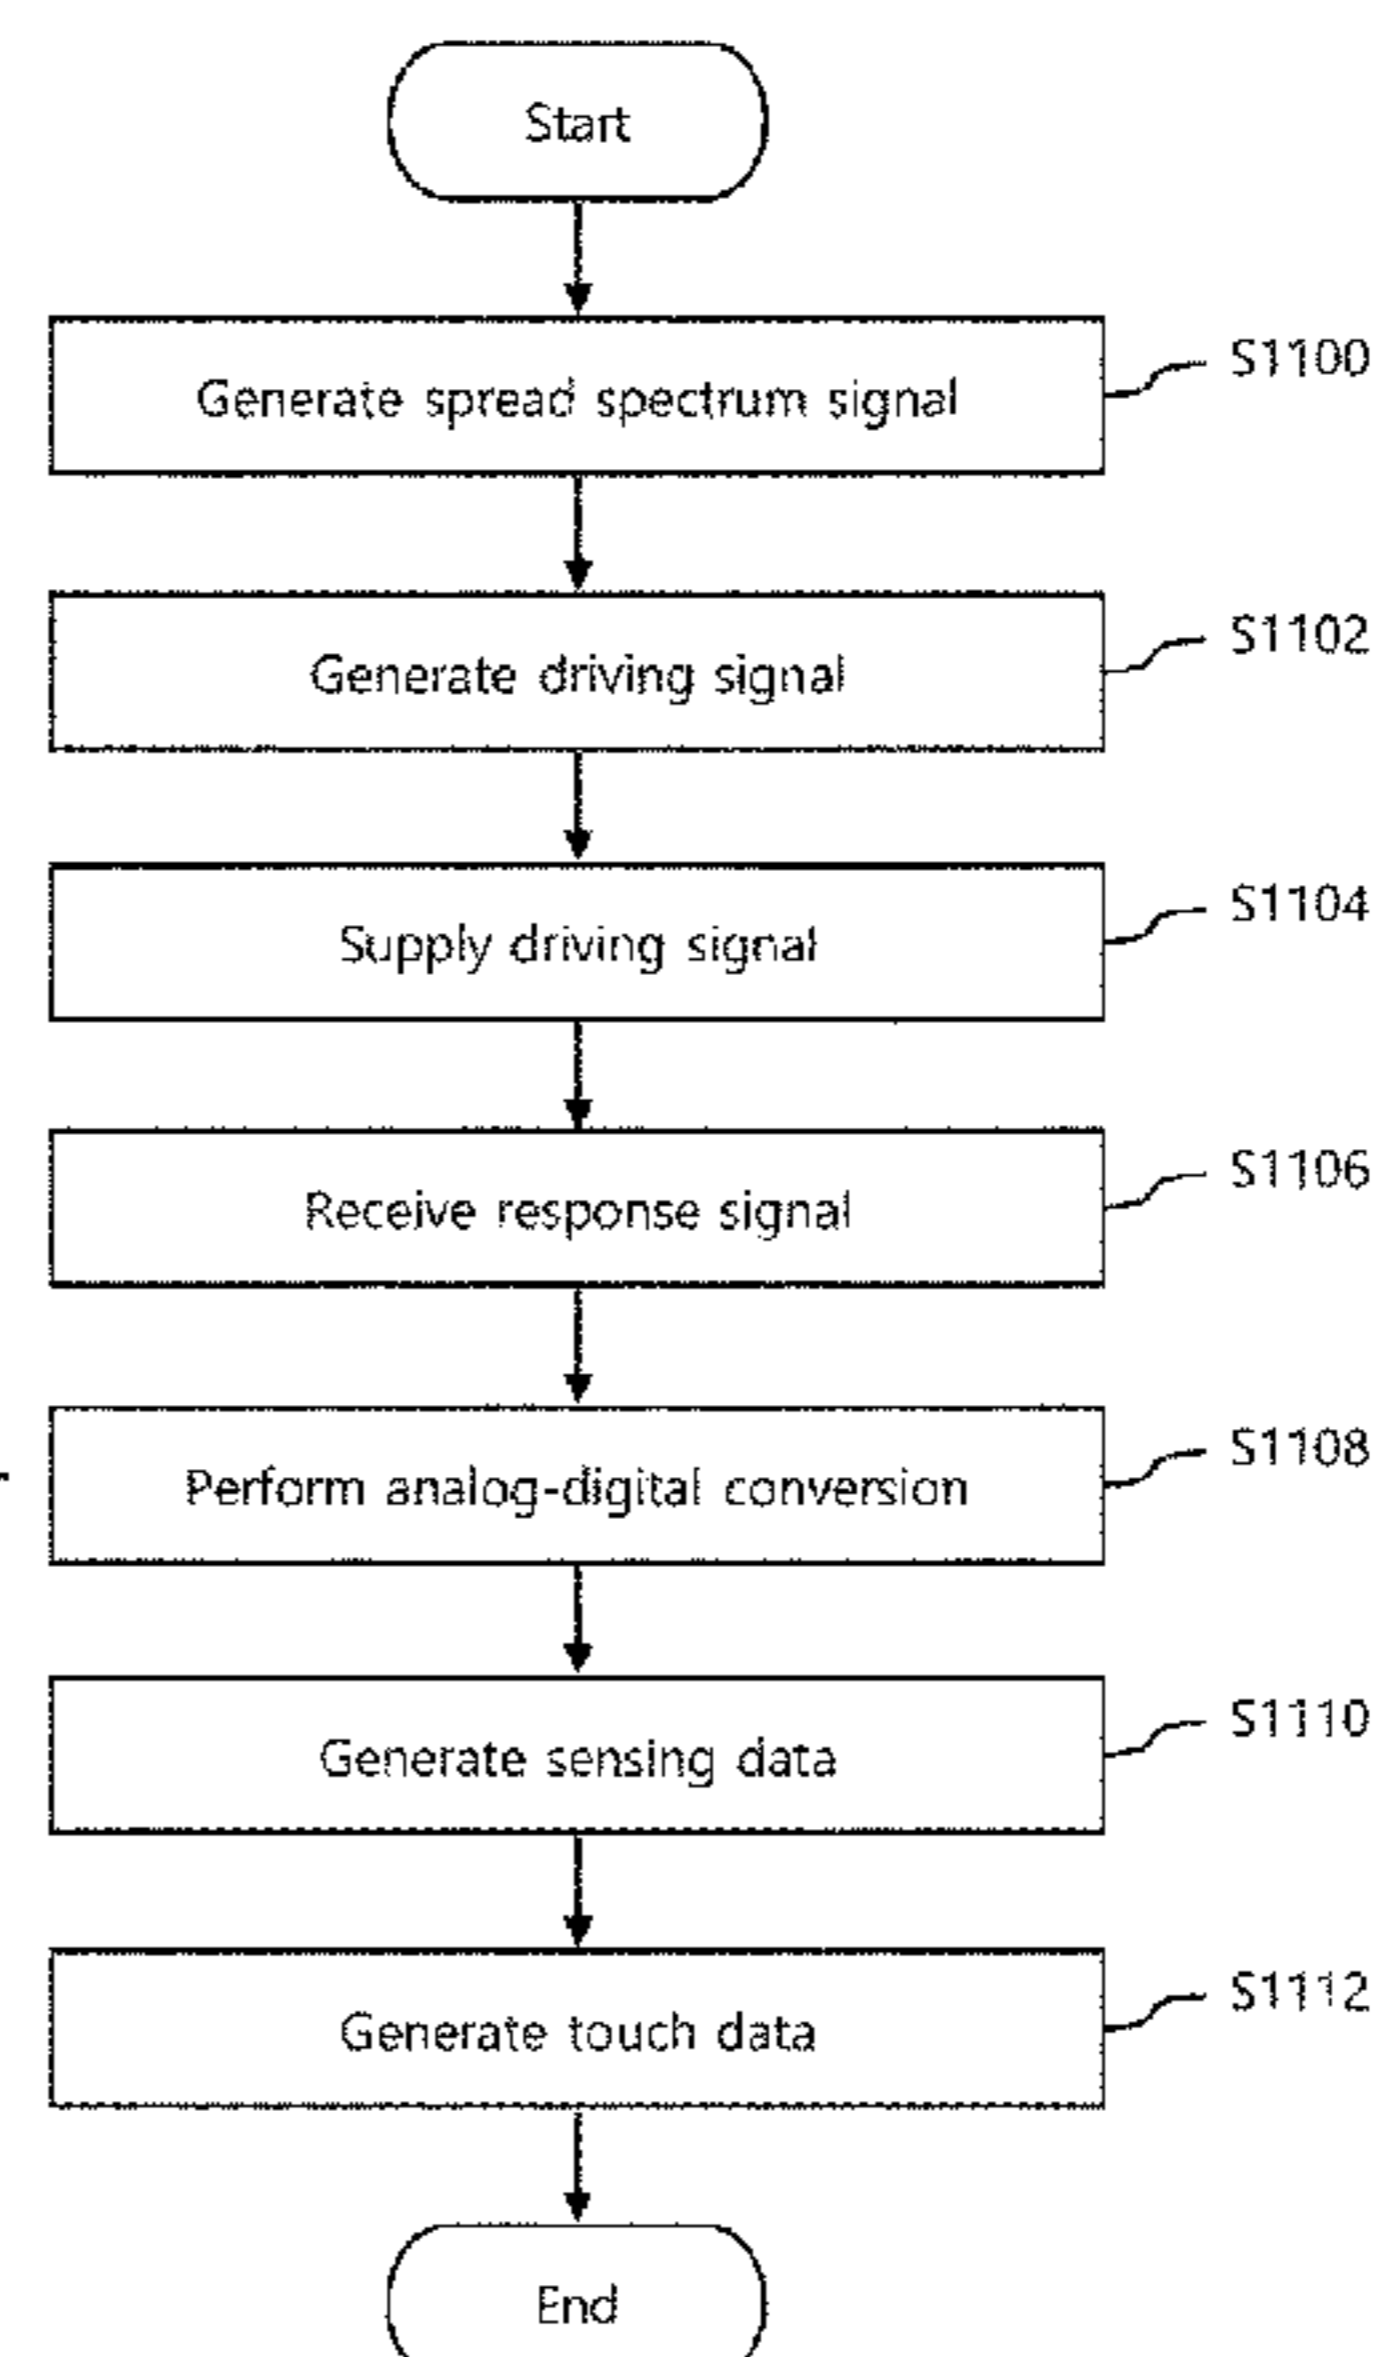 Start
Generate spread spectrum signal
S1100
Generate driving signal
S1102
Supply driving signal
S1104
Receive response signal
S1106
Perform analog-digital conversion
S1108
Generate sensing data
S1110
Generate touch data
S1112
End